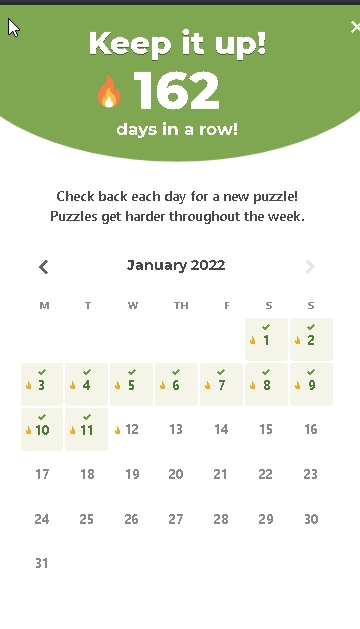 Keep it up!
162
days in a row!
Check back each day for a new puzzle!
Puzzles get harder throughout the week.
January 2022
M T W TH F S S
1 2
3 4 5 6 7 8 9
10 11 12 13 14 15 16
17 18 19 20 21 22 23
24 25 26 27 28 29 30
31